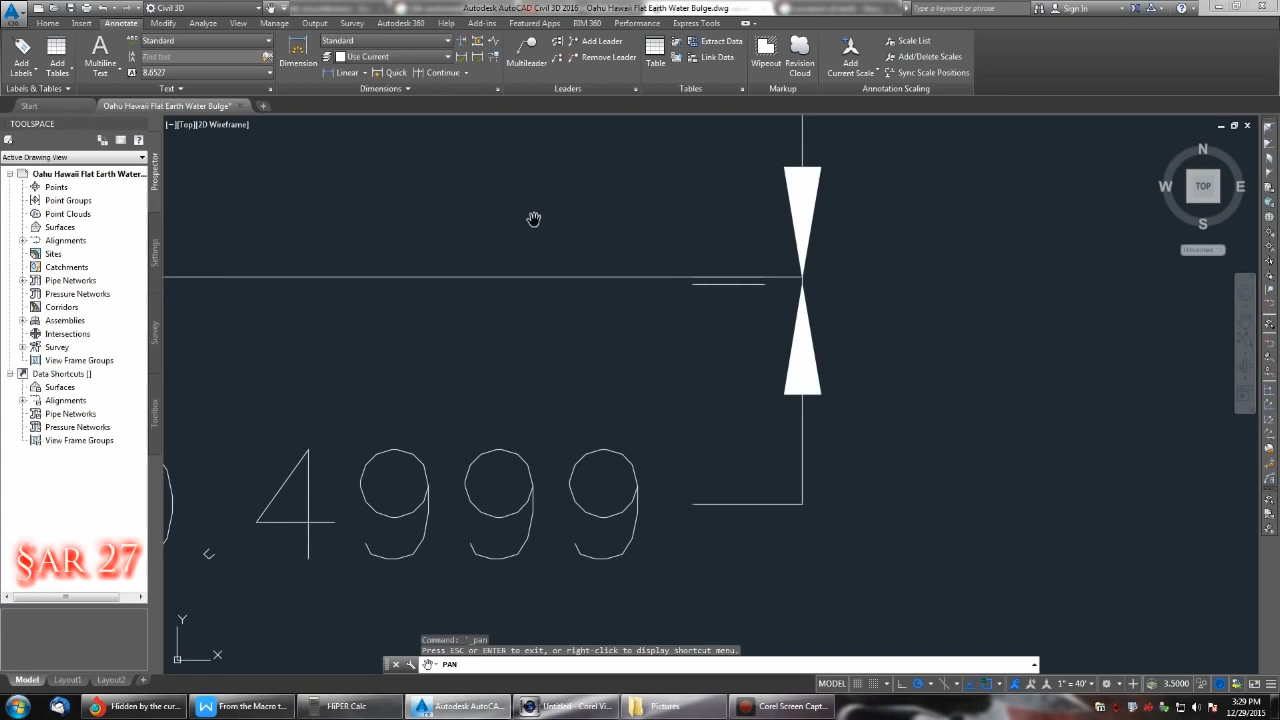 Civil 3D
Autodesk AutoCAD Civil 3D 2016 - Oahu Hawaii Flat Earth Water Bulge.dwg
Type a keyword or phrase
Sign In
Home Insert Annotate Modify Analyze View Manage Output Survey Autodesk 360 Help Add-ins Featured Apps BIM 360 Performance Express Tools
Add Labels
Add Tables
Multiline Text
Standard
Find text
8.6527
Dimension
Standard
Use Current
Linear Quick Continue
Multileader
Add Leader
Remove Leader
Table
Extract Data
Link Data
Wipeout
Revision Cloud
Add Current Scale
Scale List
Add/Delete Scales
Sync Scale Positions
Labels & Tables Text Dimensions Leaders Tables Markup Annotation Scaling
Start Oahu Hawaii Flat Earth Water Bulge*
TOOLSPACE
[−][Top][2D Wireframe]
Active Drawing View
Oahu Hawaii Flat Earth Water...
Points
Point Groups
Point Clouds
Surfaces
Alignments
Sites
Catchments
Pipe Networks
Pressure Networks
Corridors
Assemblies
Intersections
Survey
View Frame Groups
Data Shortcuts []
Surfaces
Alignments
Pipe Networks
Pressure Networks
View Frame Groups
Prospector
Settings
Survey
Toolbox
N
W TOP E
S
Unnamed
4999
§AR 27
Y
X
Command: '_pan
Press ESC or ENTER to exit, or right-click to display shortcut menu.
PAN
Model Layout1 Layout2
MODEL
1" = 40'
3.5000
Hidden by the cur...
From the Macro t...
HiPER Calc
Autodesk AutoCA...
Untitled - Corel Vi...
Pictures
Corel Screen Capt...
3:29 PM
12/29/2015